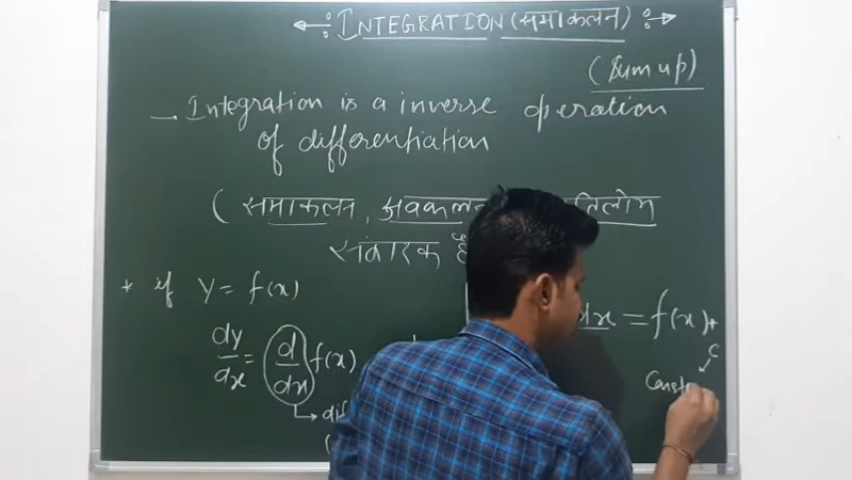 INTEGRATION (समाकलन)
(Sum up)
— Integration is a inverse operation
of differentiation
( समाकलन, अवकलन
संकारक है
* if Y = f(x)
dy/dx = d/dx f(x)
dx = f(x) + C
→ dif
Const
(